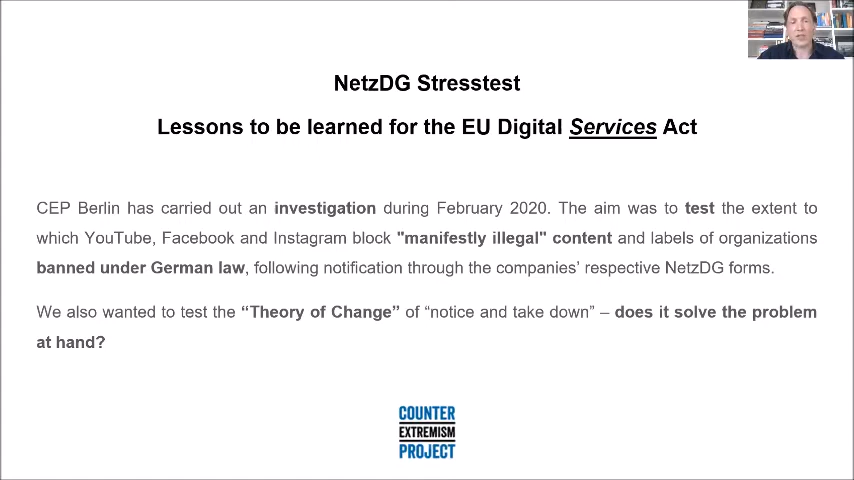 NetzDG Stresstest
Lessons to be learned for the EU Digital Services Act
CEP Berlin has carried out an investigation during February 2020. The aim was to test the extent to
which YouTube, Facebook and Instagram block "manifestly illegal" content and labels of organizations
banned under German law, following notification through the companies’ respective NetzDG forms.
We also wanted to test the “Theory of Change” of “notice and take down” – does it solve the problem
at hand?
COUNTER
EXTREMISM
PROJECT